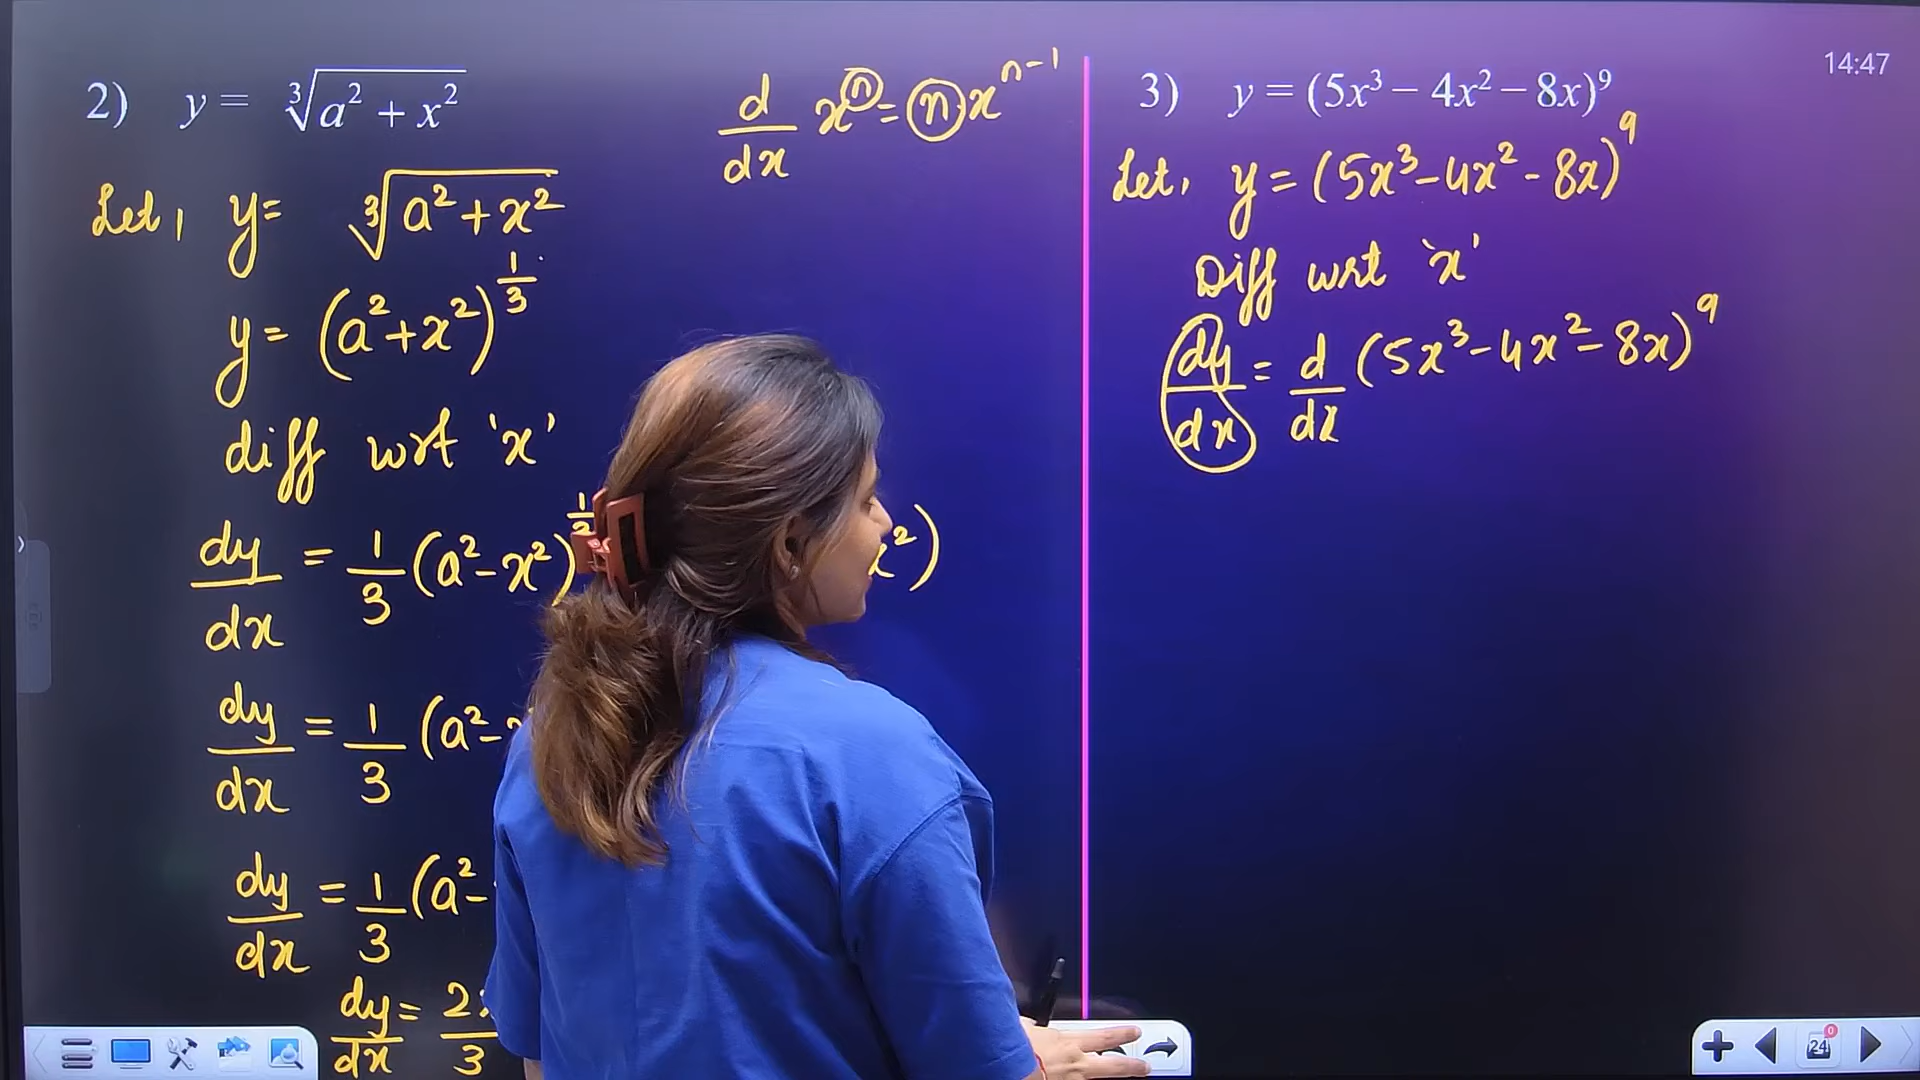 14:47
2) y = ∛(a² + x²)
d/dx xⁿ = n·xⁿ⁻¹
Let, y = ∛(a² + x²)
y = (a² + x²)^(1/3)
diff wrt 'x'
dy/dx = 1/3 (a² - x²)
x²)
dy/dx = 1/3 (a² -
dy/dx = 1/3 (a² -
dy/dx = 2 /3
3) y = (5x³ – 4x² – 8x)⁹
Let, y = (5x³ - 4x² - 8x)⁹
Diff wrt 'x'
dy/dx = d/dx (5x³ - 4x² - 8x)⁹
24
0